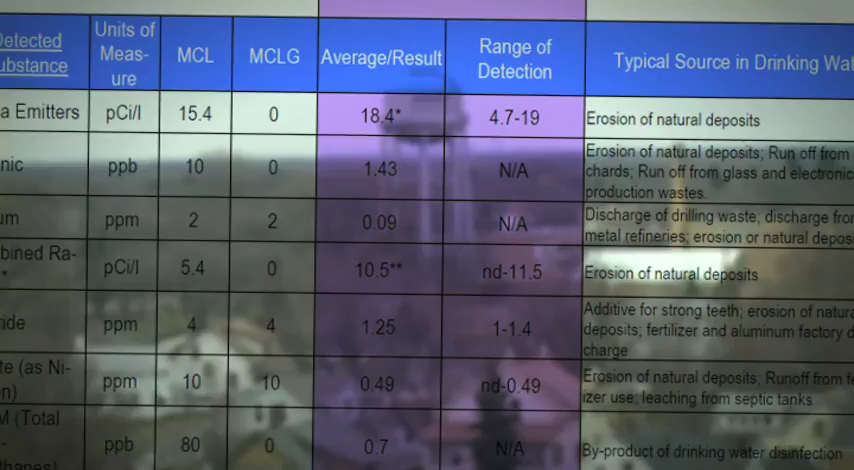 Detected
ubstance
Units of
Meas-
ure
MCL
MCLG
Average/Result
Range of
Detection
Typical Source in Drinking Wat
a Emitters
pCi/l
15.4
0
18.4*
4.7-19
Erosion of natural deposits
nic
ppb
10
0
1.43
N/A
Erosion of natural deposits; Run off from
chards; Run off from glass and electronic
production wastes.
um
ppm
2
2
0.09
N/A
Discharge of drilling waste; discharge from
metal refineries; erosion or natural deposi
bined Ra-
*
pCi/l
5.4
0
10.5**
nd-11.5
Erosion of natural deposits
ide
ppm
4
4
1.25
1-1.4
Additive for strong teeth; erosion of natura
deposits; fertilizer and aluminum factory d
charge
te (as Ni-
n)
ppm
10
10
0.49
nd-0.49
Erosion of natural deposits; Runoff from fe
izer use; leaching from septic tanks
M (Total
-
thanes)
ppb
80
0
0.7
N/A
By-product of drinking water disinfection